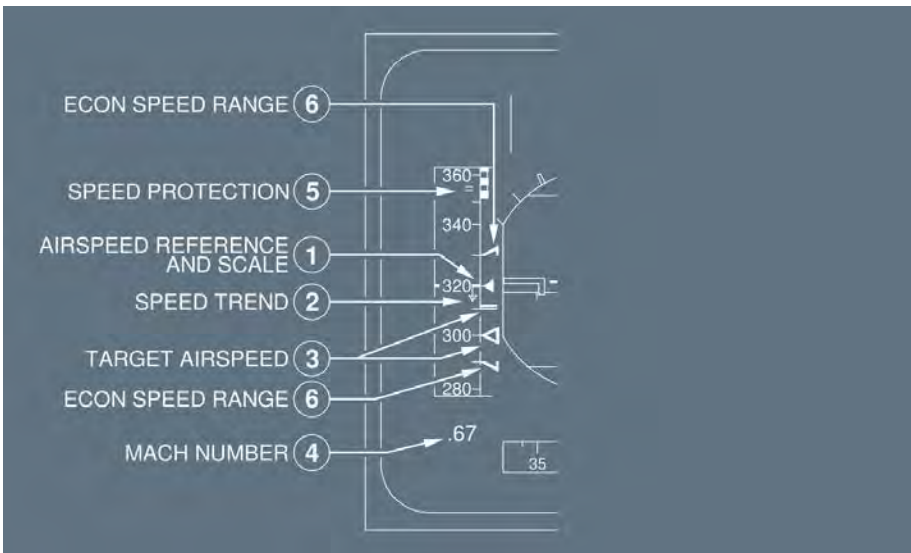 ECON SPEED RANGE 6
SPEED PROTECTION 5
AIRSPEED REFERENCE
AND SCALE 1
SPEED TREND 2
TARGET AIRSPEED 3
ECON SPEED RANGE 6
MACH NUMBER 4
360
=
340
320
300
280
.67
35